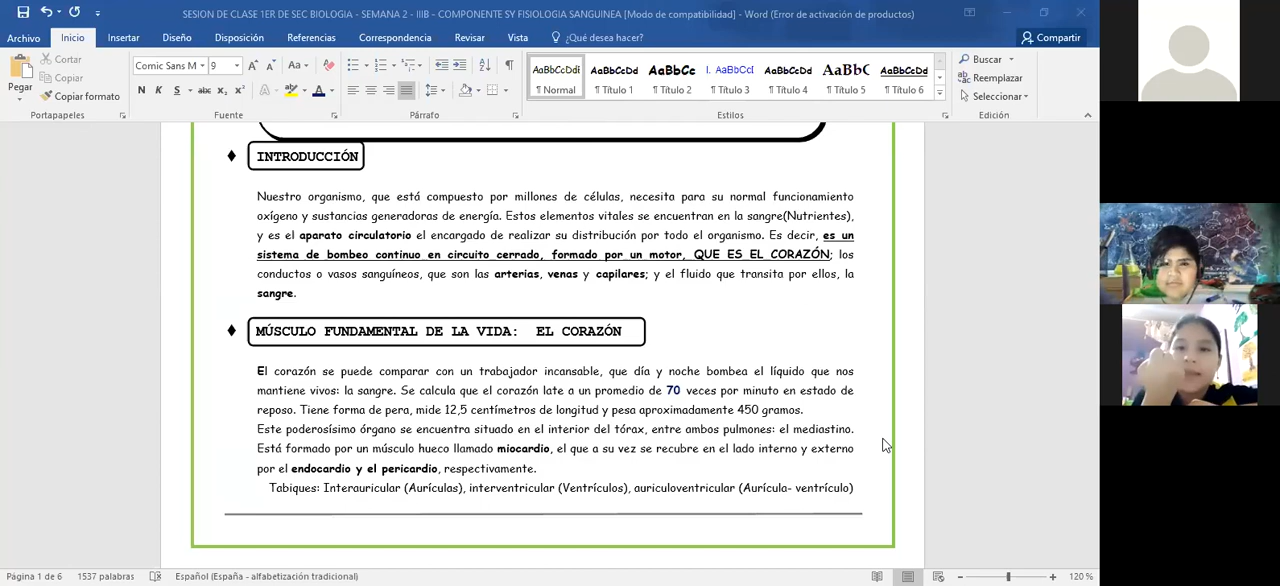 SESION DE CLASE 1ER DE SEC BIOLOGIA - SEMANA 2 - IIIB - COMPONENTE SY FISIOLOGIA SANGUINEA [Modo de compatibilidad] - Word (Error de activación de productos)
Archivo Inicio Insertar Diseño Disposición Referencias Correspondencia Revisar Vista ¿Qué desea hacer? Compartir
Pegar
Cortar
Copiar
Copiar formato
Portapapeles
Comic Sans M 9
Fuente
Párrafo
AaBbCcDdE AaBbCcDd AaBbCc I. AaBbCcI AaBbCcDd AaBbC AaBbCcDd
¶ Normal ¶ Título 1 ¶ Título 2 ¶ Título 3 ¶ Título 4 ¶ Título 5 ¶ Título 6
Estilos
Buscar
Reemplazar
Seleccionar
Edición
INTRODUCCIÓN
Nuestro organismo, que está compuesto por millones de células, necesita para su normal funcionamiento
oxígeno y sustancias generadoras de energía. Estos elementos vitales se encuentran en la sangre(Nutrientes),
y es el aparato circulatorio el encargado de realizar su distribución por todo el organismo. Es decir, es un
sistema de bombeo continuo en circuito cerrado, formado por un motor, QUE ES EL CORAZÓN; los
conductos o vasos sanguíneos, que son las arterias, venas y capilares; y el fluido que transita por ellos, la
sangre.
MÚSCULO FUNDAMENTAL DE LA VIDA: EL CORAZÓN
El corazón se puede comparar con un trabajador incansable, que día y noche bombea el líquido que nos
mantiene vivos: la sangre. Se calcula que el corazón late a un promedio de 70 veces por minuto en estado de
reposo. Tiene forma de pera, mide 12,5 centímetros de longitud y pesa aproximadamente 450 gramos.
Este poderosísimo órgano se encuentra situado en el interior del tórax, entre ambos pulmones: el mediastino.
Está formado por un músculo hueco llamado miocardio, el que a su vez se recubre en el lado interno y externo
por el endocardio y el pericardio, respectivamente.
Tabiques: Interauricular (Aurículas), interventricular (Ventrículos), auriculoventricular (Aurícula- ventrículo)
Página 1 de 6 1537 palabras Español (España - alfabetización tradicional) 120 %